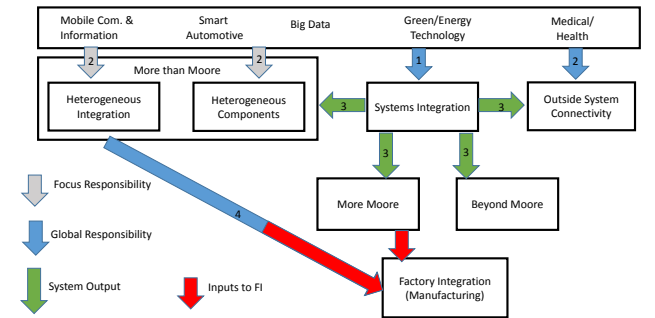 Mobile Com. &
Information
Smart
Automotive
Big Data
Green/Energy
Technology
Medical/
Health
2
2
1
2
More than Moore
Heterogeneous
Integration
Heterogeneous
Components
3
Systems Integration
3
Outside System
Connectivity
3
3
More Moore
Beyond Moore
4
Focus Responsibility
Global Responsibility
System Output
Inputs to FI
Factory Integration
(Manufacturing)